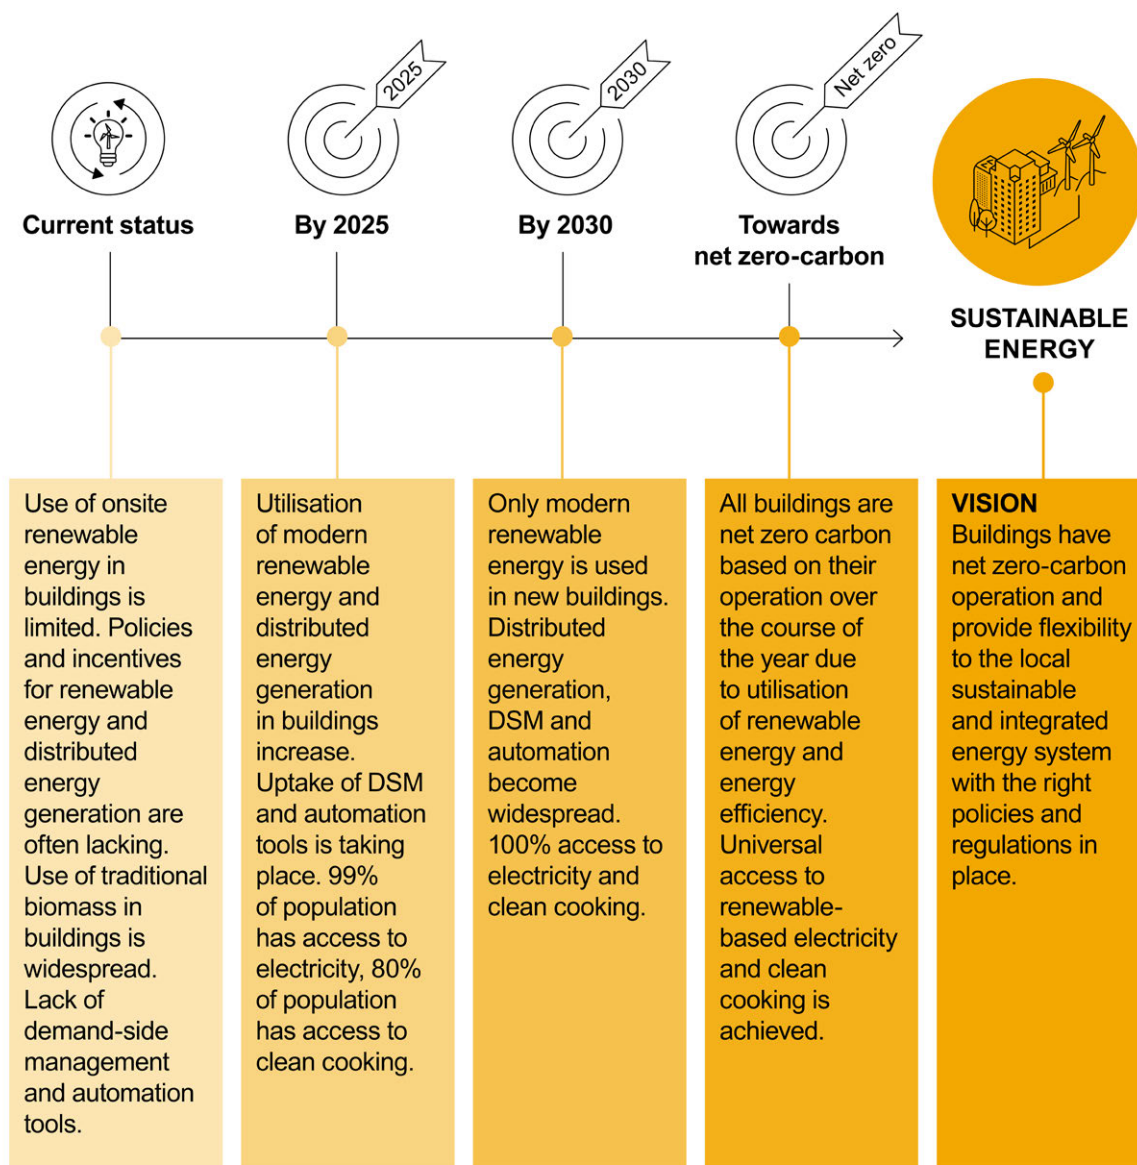 2025
2030
Net zero
Current status
By 2025
By 2030
Towards
net zero-carbon
SUSTAINABLE
ENERGY
Use of onsite
renewable
energy in
buildings is
limited. Policies
and incentives
for renewable
energy and
distributed
energy
generation are
often lacking.
Use of traditional
biomass in
buildings is
widespread.
Lack of
demand-side
management
and automation
tools.
Utilisation
of modern
renewable
energy and
distributed
energy
generation
in buildings
increase.
Uptake of DSM
and automation
tools is taking
place. 99%
of population
has access to
electricity, 80%
of population
has access to
clean cooking.
Only modern
renewable
energy is used
in new buildings.
Distributed
energy
generation,
DSM and
automation
become
widespread.
100% access to
electricity and
clean cooking.
All buildings are
net zero carbon
based on their
operation over
the course of
the year due
to utilisation
of renewable
energy and
energy
efficiency.
Universal
access to
renewable-
based electricity
and clean
cooking is
achieved.
VISION
Buildings have
net zero-carbon
operation and
provide flexibility
to the local
sustainable
and integrated
energy system
with the right
policies and
regulations in
place.